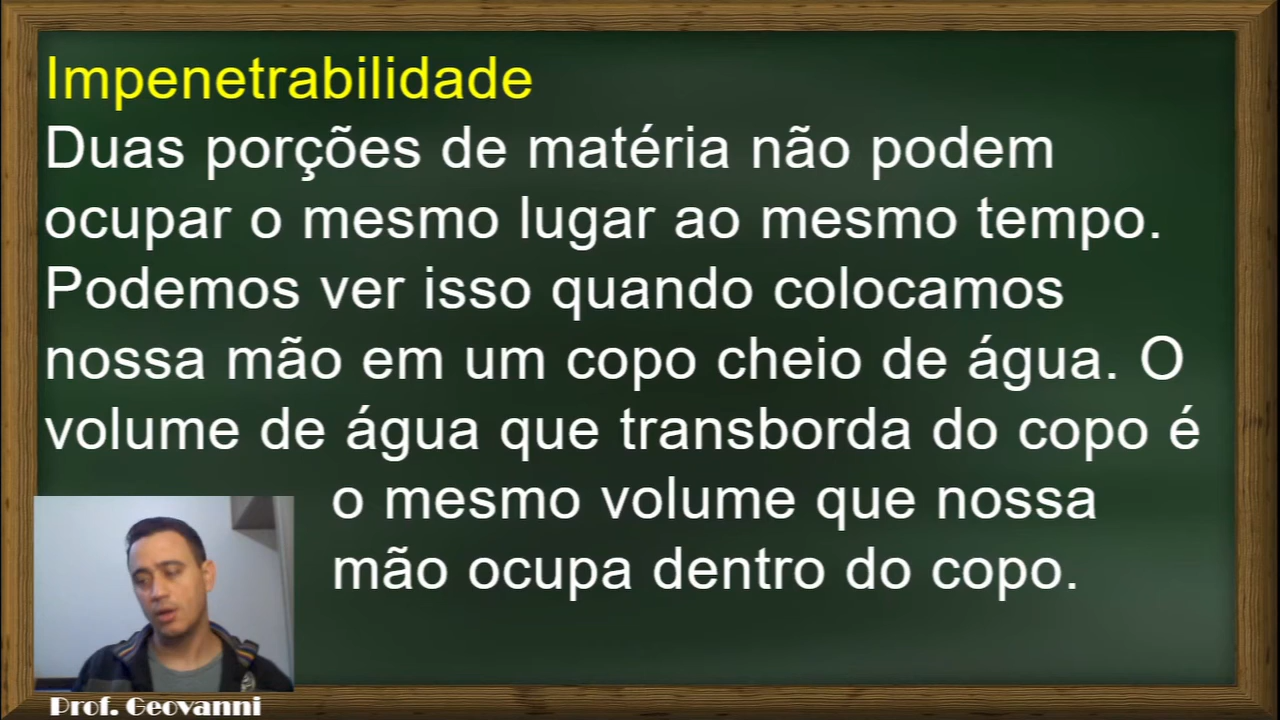 Impenetrabilidade
Duas porções de matéria não podem
ocupar o mesmo lugar ao mesmo tempo.
Podemos ver isso quando colocamos
nossa mão em um copo cheio de água. O
volume de água que transborda do copo é
o mesmo volume que nossa
mão ocupa dentro do copo.
Prof. Geovanni